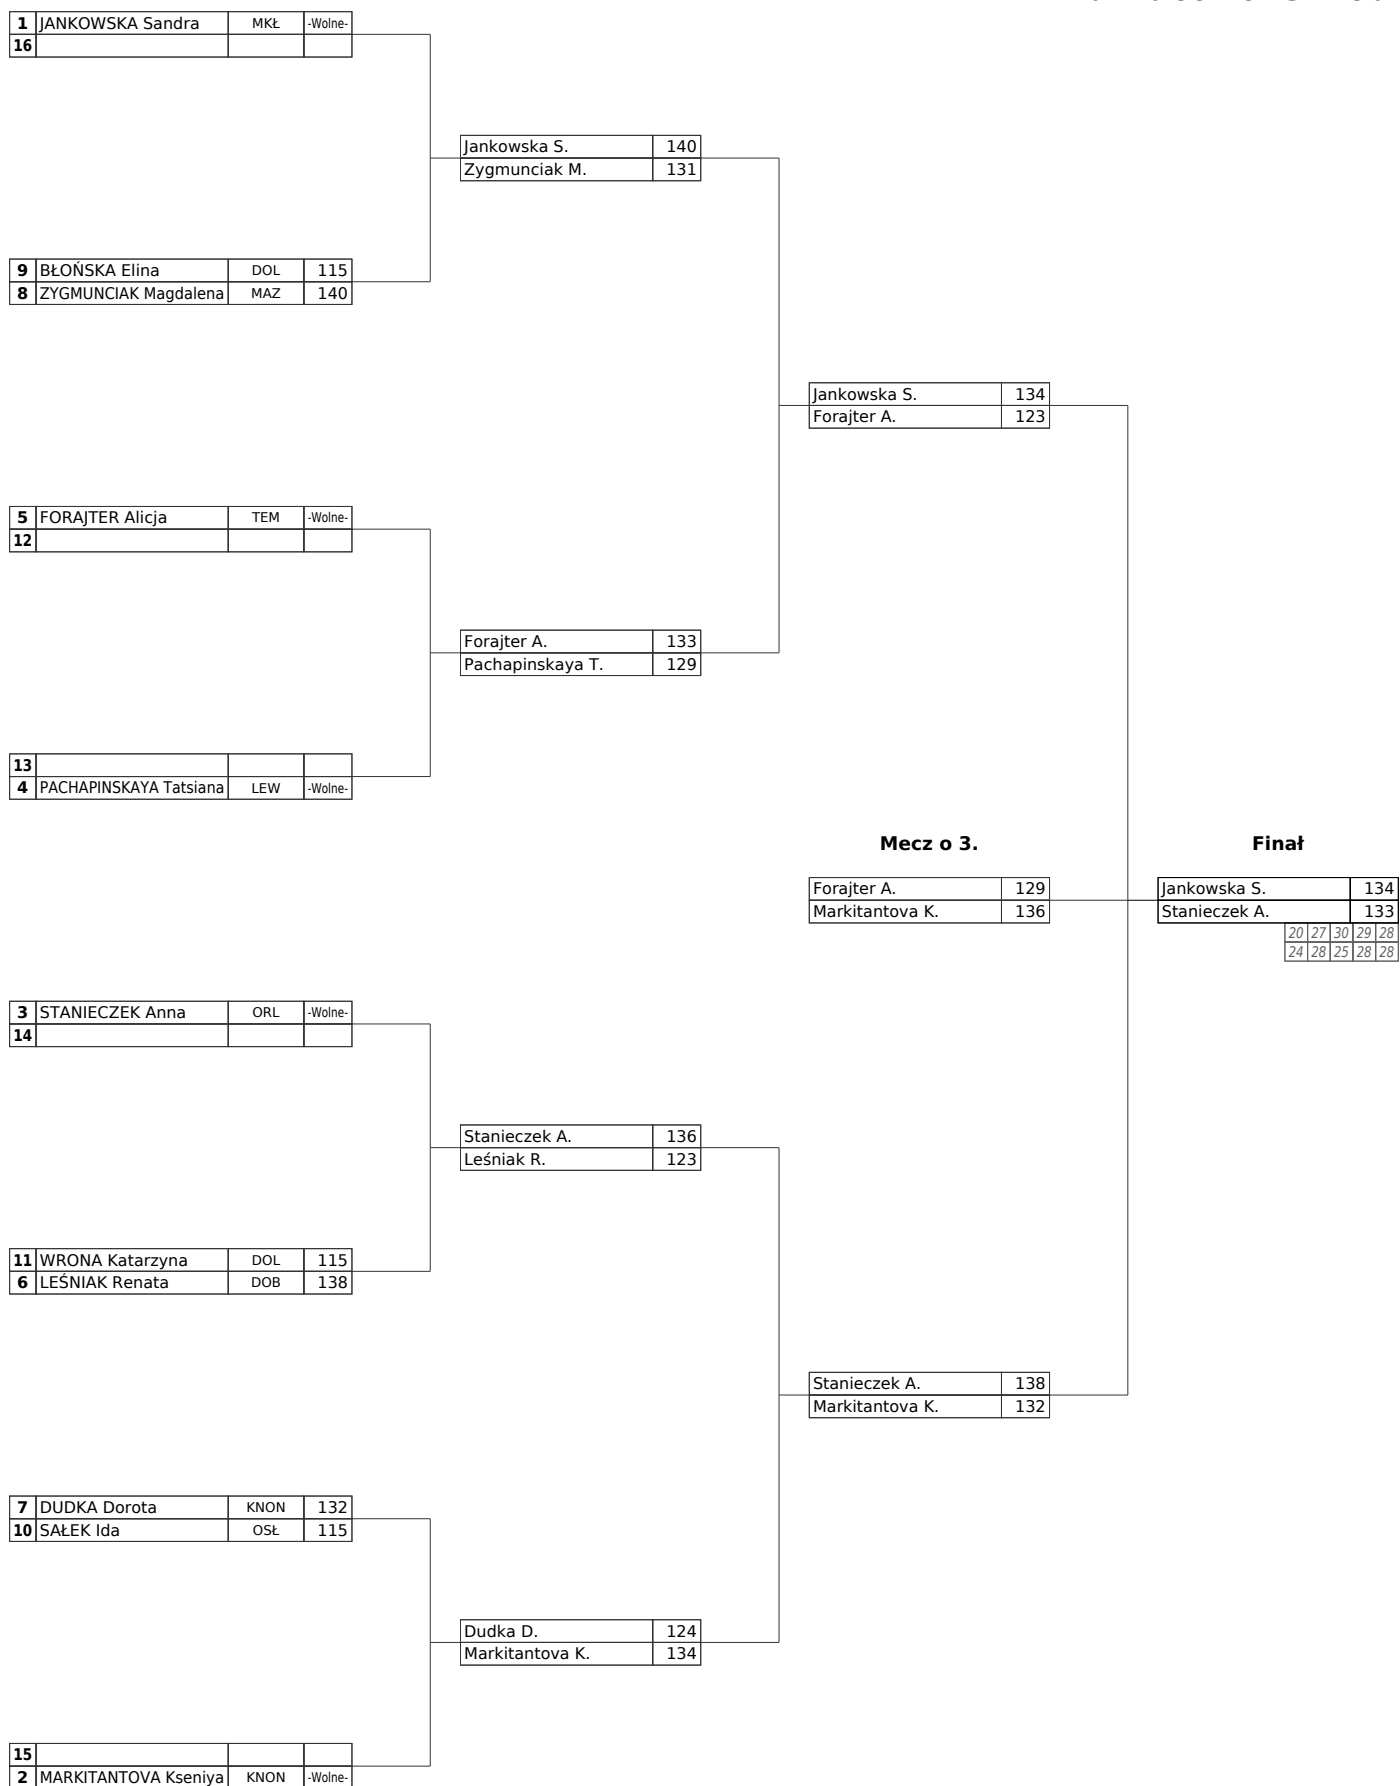 1 JANKOWSKA Sandra MKŁ -Wolne-
16
Jankowska S. 140
Zygmunciak M. 131
9 BŁOŃSKA Elina DOL 115
8 ZYGMUNCIAK Magdalena MAZ 140
Jankowska S. 134
Forajter A. 123
5 FORAJTER Alicja TEM -Wolne-
12
Forajter A. 133
Pachapinskaya T. 129
13
4 PACHAPINSKAYA Tatsiana LEW -Wolne-
Mecz o 3. Finał
Forajter A. 129 Jankowska S. 134
Markitantova K. 136 Stanieczek A. 133
20 27 30 29 28
24 28 25 28 28
3 STANIECZEK Anna ORL -Wolne-
14
Stanieczek A. 136
Leśniak R. 123
11 WRONA Katarzyna DOL 115
6 LEŚNIAK Renata DOB 138
Stanieczek A. 138
Markitantova K. 132
7 DUDKA Dorota KNON 132
10 SAŁEK Ida OSŁ 115
Dudka D. 124
Markitantova K. 134
15
2 MARKITANTOVA Kseniya KNON -Wolne-